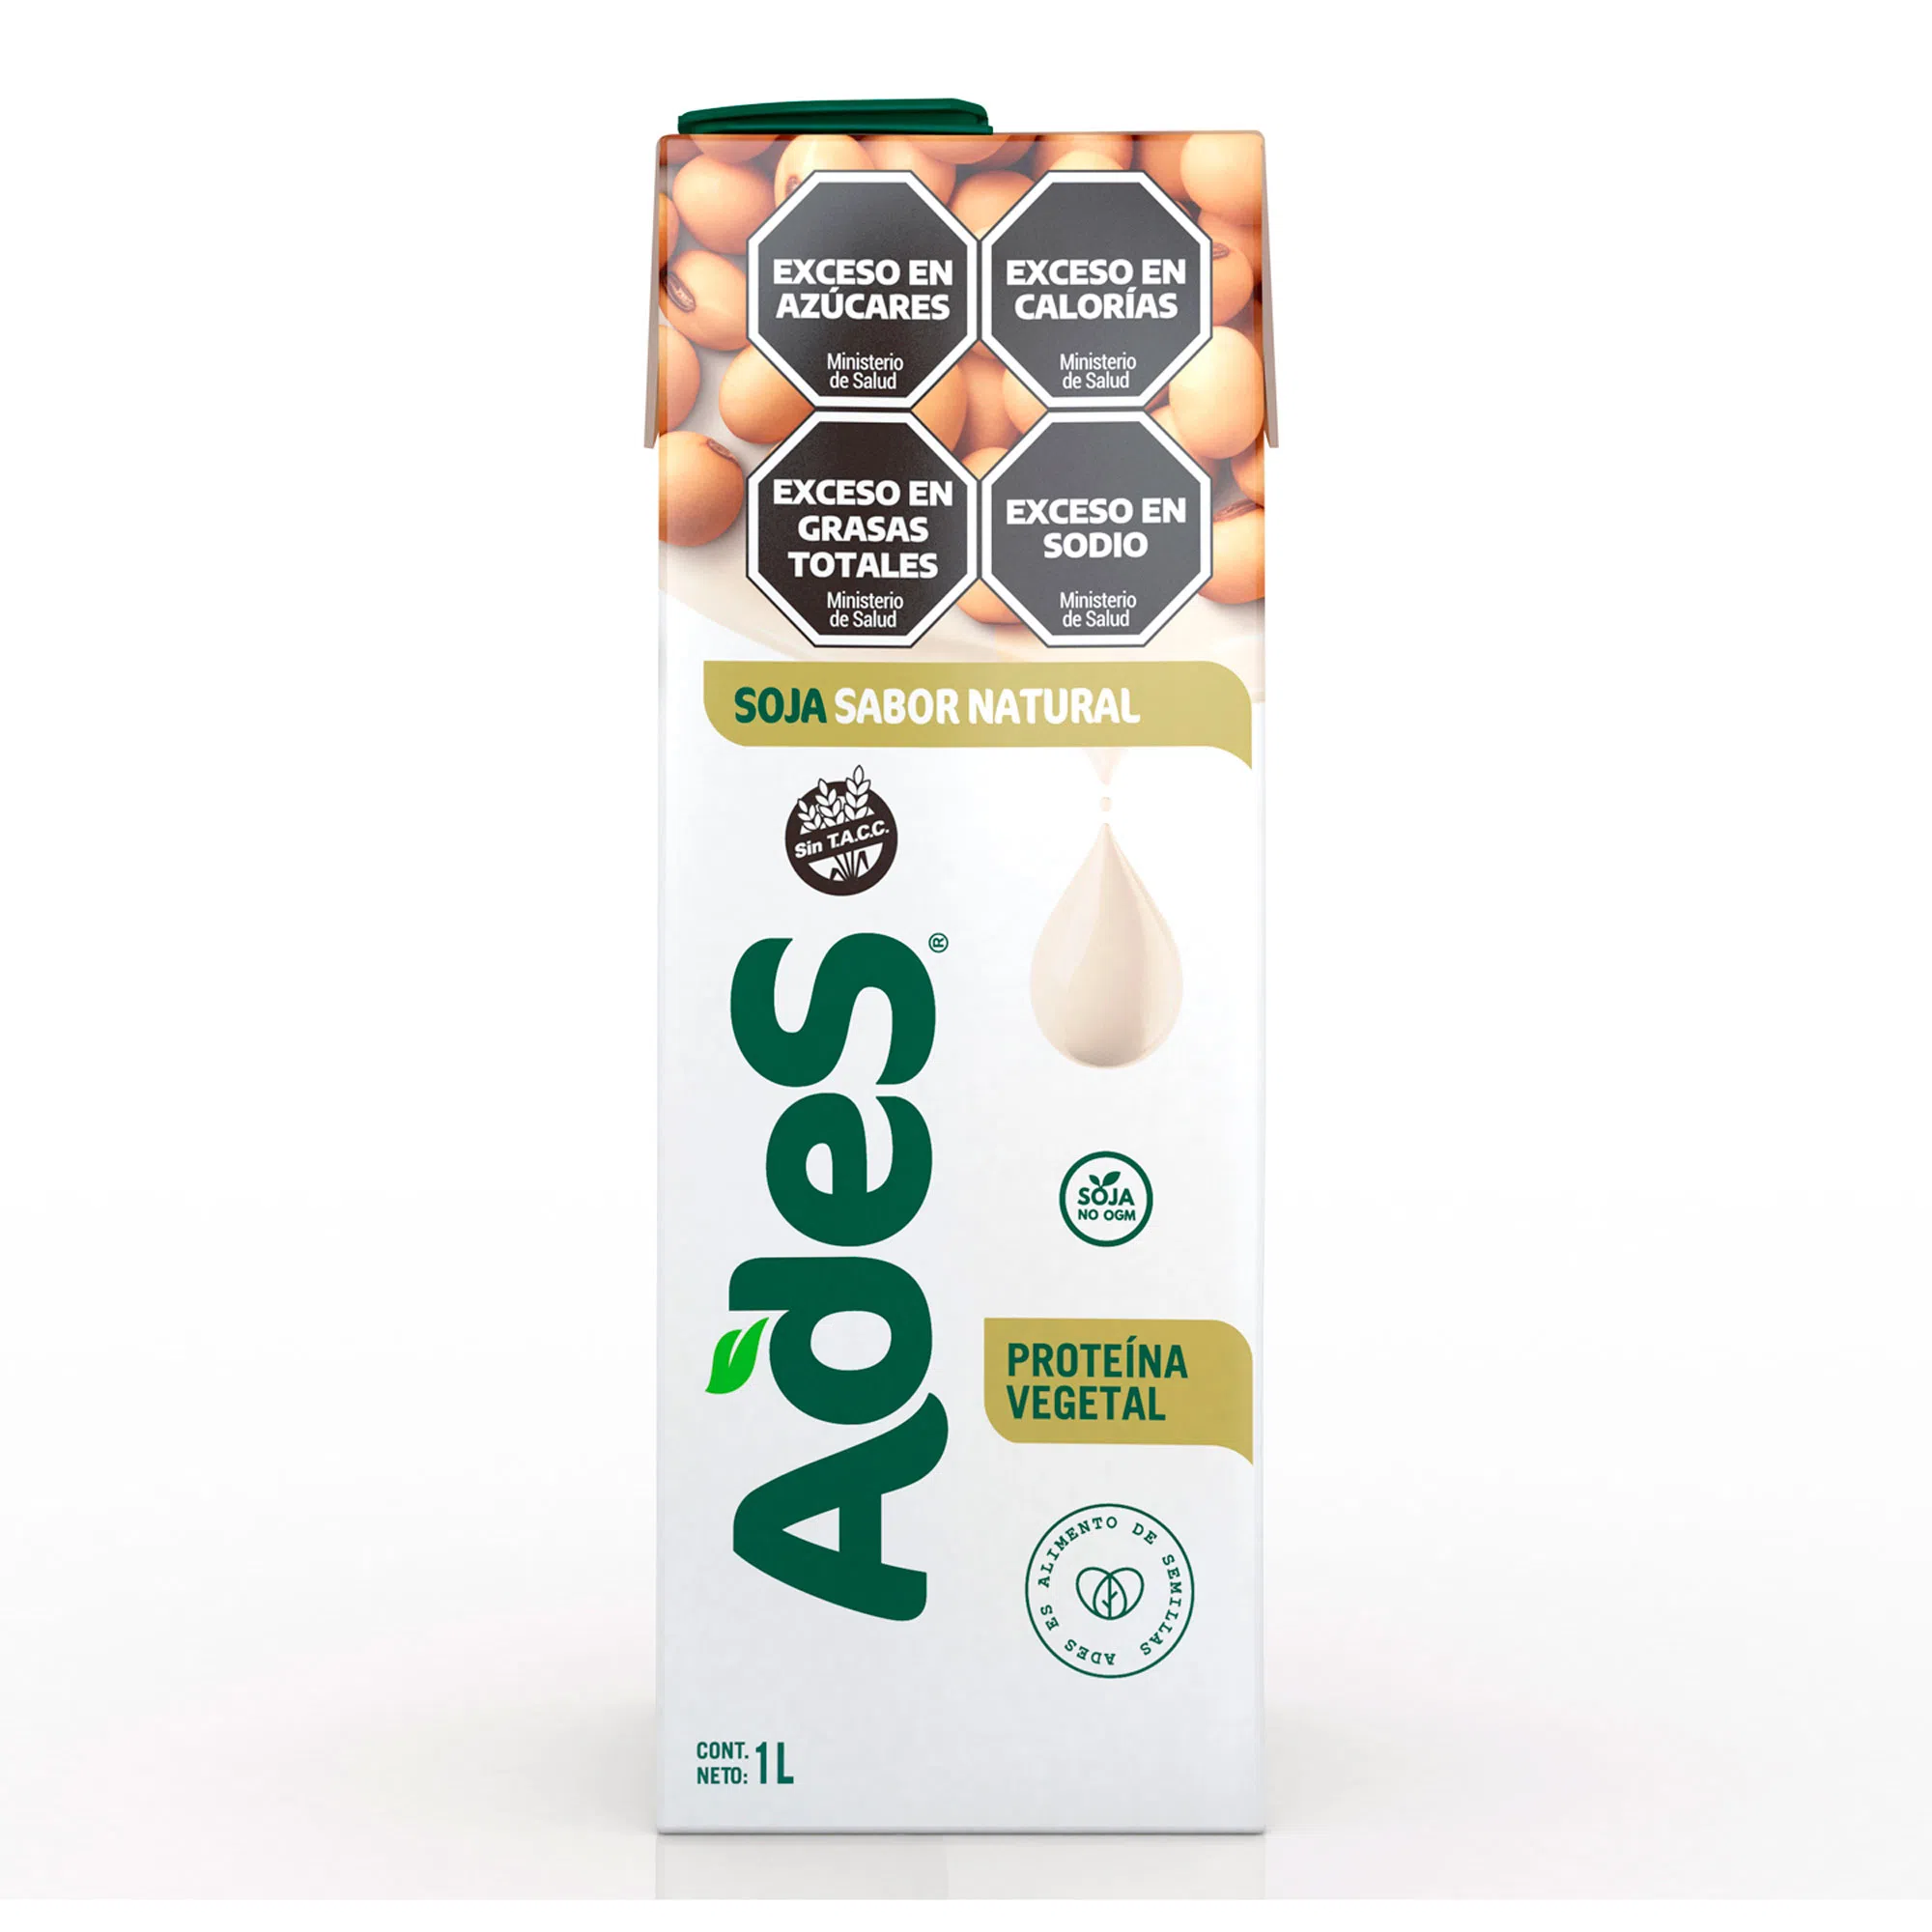 EXCESO EN
AZÚCARES
Ministerio
de Salud
EXCESO EN
CALORÍAS
Ministerio
de Salud
EXCESO EN
GRASAS
TOTALES
Ministerio
de Salud
EXCESO EN
SODIO
Ministerio
de Salud
SOJA SABOR NATURAL
Sin T.A.C.C.
AdeS®
SOJA
NO OGM
PROTEÍNA
VEGETAL
ADES ES ALIMENTO DE SEMILLAS
CONT.
NETO: 1L